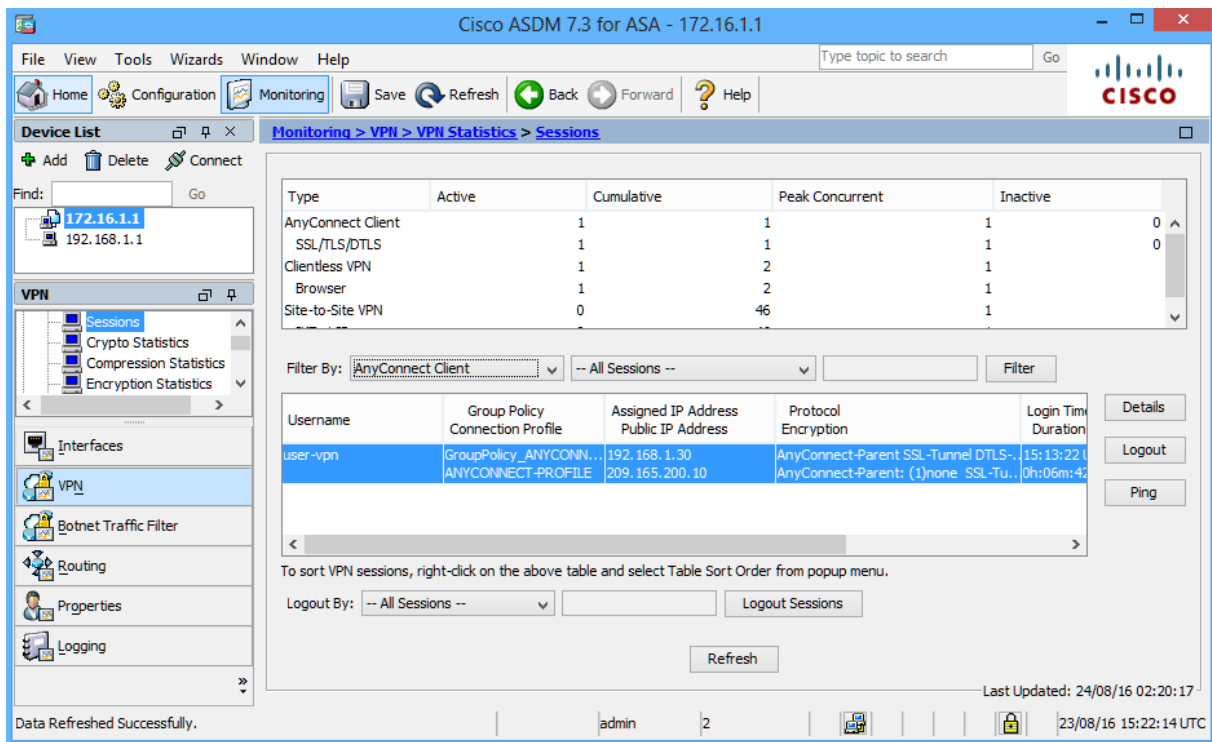 Cisco ASDM 7.3 for ASA - 172.16.1.1
File View Tools Wizards Window Help
Type topic to search Go
Home Configuration Monitoring Save Refresh Back Forward Help
CISCO
Device List
Add Delete Connect
Find: Go
172.16.1.1
192.168.1.1
VPN
Sessions
Crypto Statistics
Compression Statistics
Encryption Statistics
Interfaces
VPN
Botnet Traffic Filter
Routing
Properties
Logging
Monitoring > VPN > VPN Statistics > Sessions
Type Active Cumulative Peak Concurrent Inactive
AnyConnect Client 1 1 1 0
SSL/TLS/DTLS 1 1 1 0
Clientless VPN 1 2 1
Browser 1 2 1
Site-to-Site VPN 0 46 1
Filter By: AnyConnect Client -- All Sessions -- Filter
Username Group Policy Assigned IP Address Protocol Login Time
Connection Profile Public IP Address Encryption Duration
user-vpn GroupPolicy_ANYCONN... 192.168.1.30 AnyConnect-Parent SSL-Tunnel DTLS-.. 15:13:22
ANYCONNECT-PROFILE 209.165.200.10 AnyConnect-Parent: (1)none SSL-Tu.. 0h:06m:42
Details
Logout
Ping
To sort VPN sessions, right-click on the above table and select Table Sort Order from popup menu.
Logout By: -- All Sessions -- Logout Sessions
Refresh
Last Updated: 24/08/16 02:20:17
Data Refreshed Successfully. admin 2 23/08/16 15:22:14 UTC